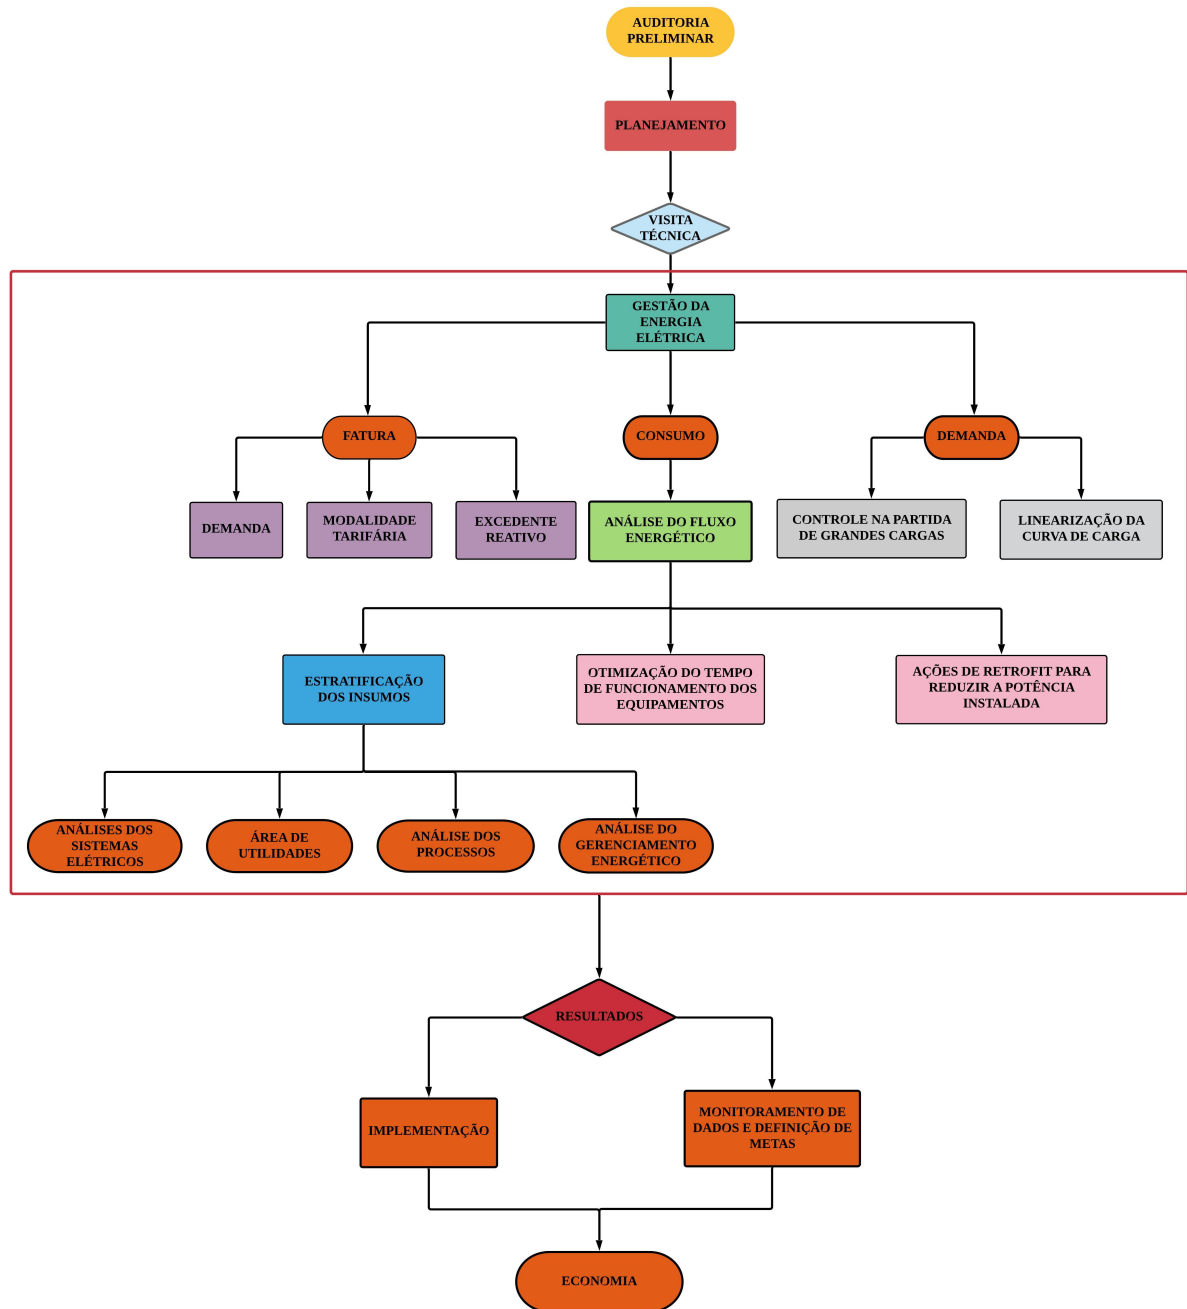 AUDITORIA
PRELIMINAR
PLANEJAMENTO
VISITA
TÉCNICA
GESTÃO DA
ENERGIA
ELÉTRICA
FATURA
CONSUMO
DEMANDA
DEMANDA
MODALIDADE
TARIFÁRIA
EXCEDENTE
REATIVO
ANÁLISE DO FLUXO
ENERGÉTICO
CONTROLE NA PARTIDA
DE GRANDES CARGAS
LINEARIZAÇÃO DA
CURVA DE CARGA
ESTRATIFICAÇÃO
DOS INSUMOS
OTIMIZAÇÃO DO TEMPO
DE FUNCIONAMENTO DOS
EQUIPAMENTOS
AÇÕES DE RETROFIT PARA
REDUZIR A POTÊNCIA
INSTALADA
ANÁLISES DOS
SISTEMAS
ELÉTRICOS
ÁREA DE
UTILIDADES
ANÁLISE DOS
PROCESSOS
ANÁLISE DO
GERENCIAMENTO
ENERGÉTICO
RESULTADOS
IMPLEMENTAÇÃO
MONITORAMENTO DE
DADOS E DEFINIÇÃO DE
METAS
ECONOMIA